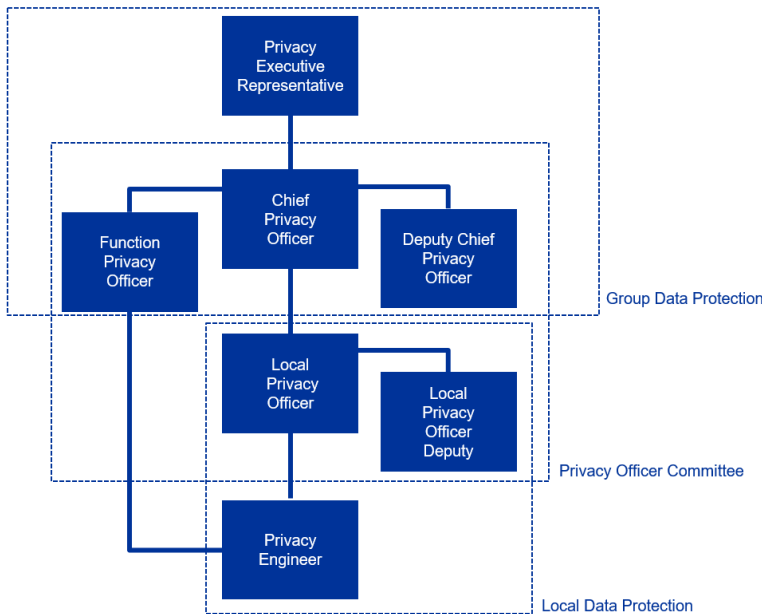 Privacy
Executive
Representative
Chief
Privacy
Officer
Function
Privacy
Officer
Deputy Chief
Privacy
Officer
Group Data Protection
Local
Privacy
Officer
Local
Privacy
Officer
Deputy
Privacy Officer Committee
Privacy
Engineer
Local Data Protection